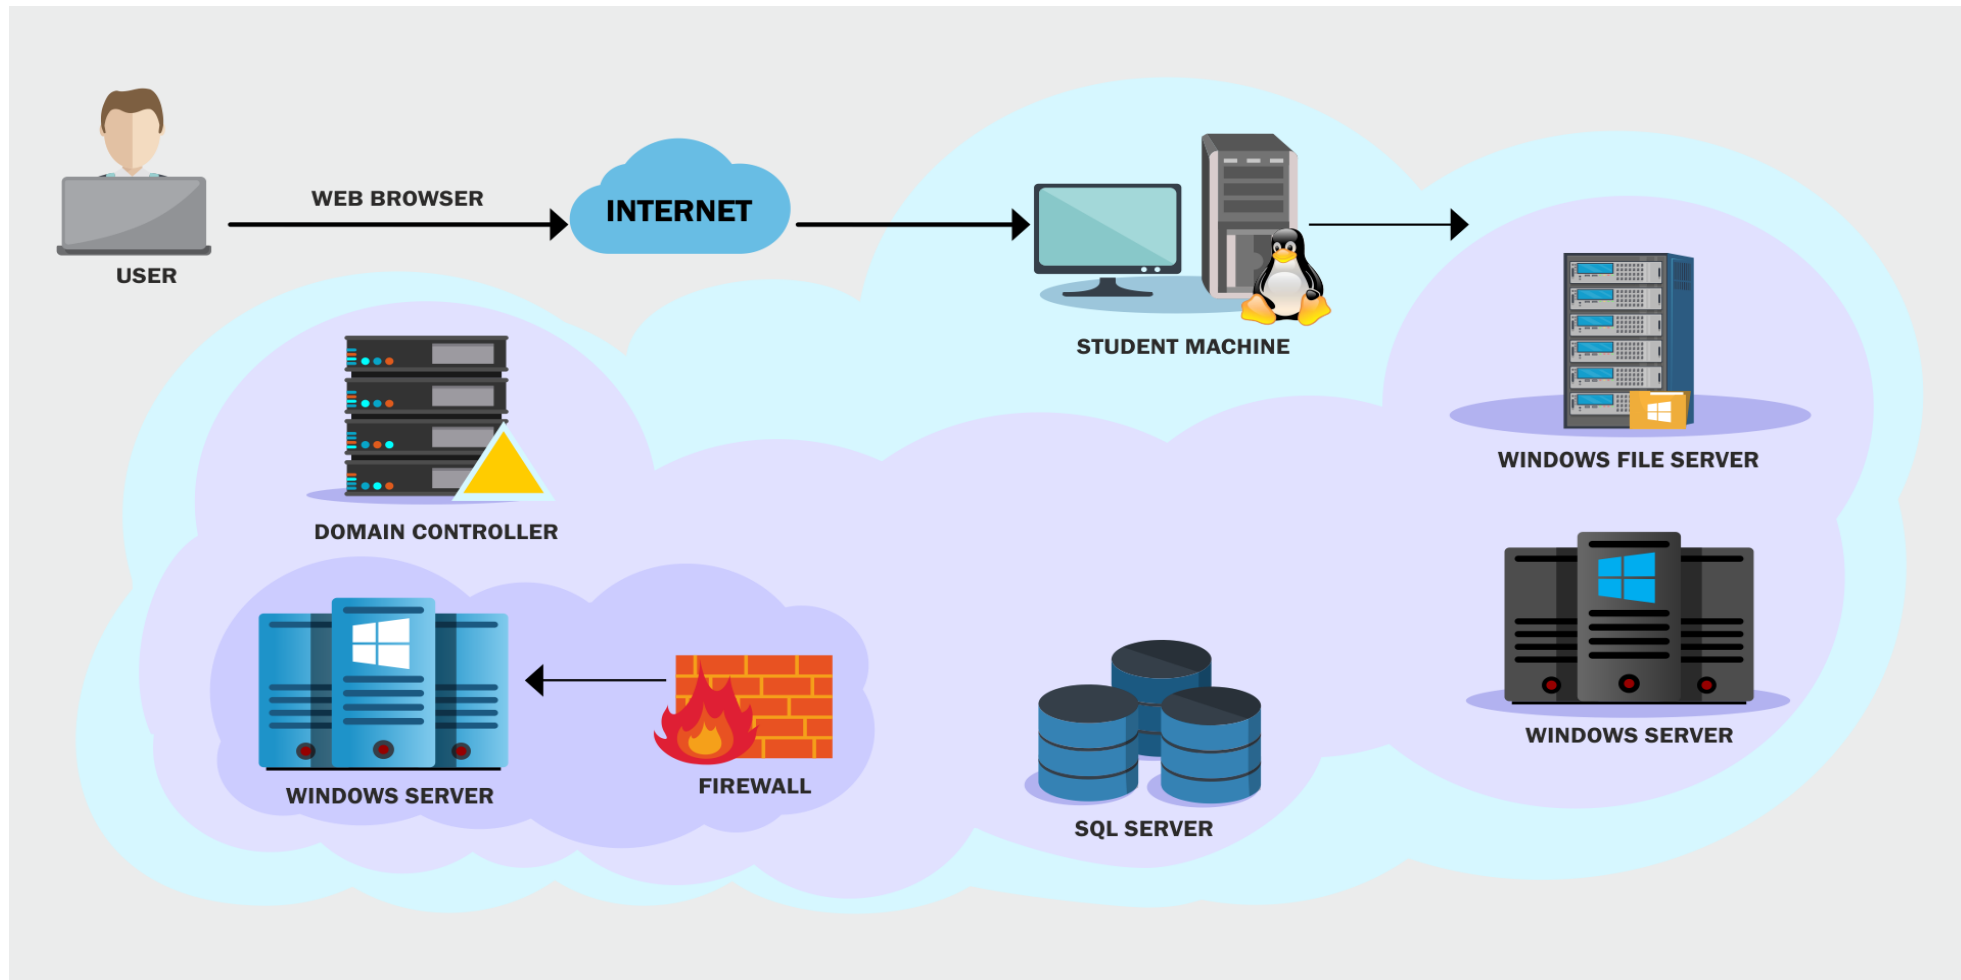 WEB BROWSER
INTERNET
USER
STUDENT MACHINE
WINDOWS FILE SERVER
DOMAIN CONTROLLER
WINDOWS SERVER
WINDOWS SERVER
FIREWALL
SQL SERVER